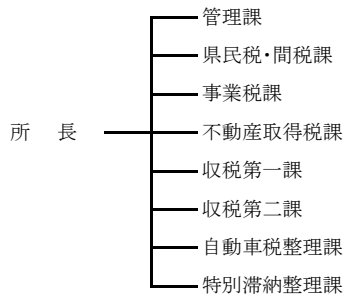 管理課
県民税・間税課
事業税課
所　長
不動産取得税課
収税第一課
収税第二課
自動車税整理課
特別滞納整理課